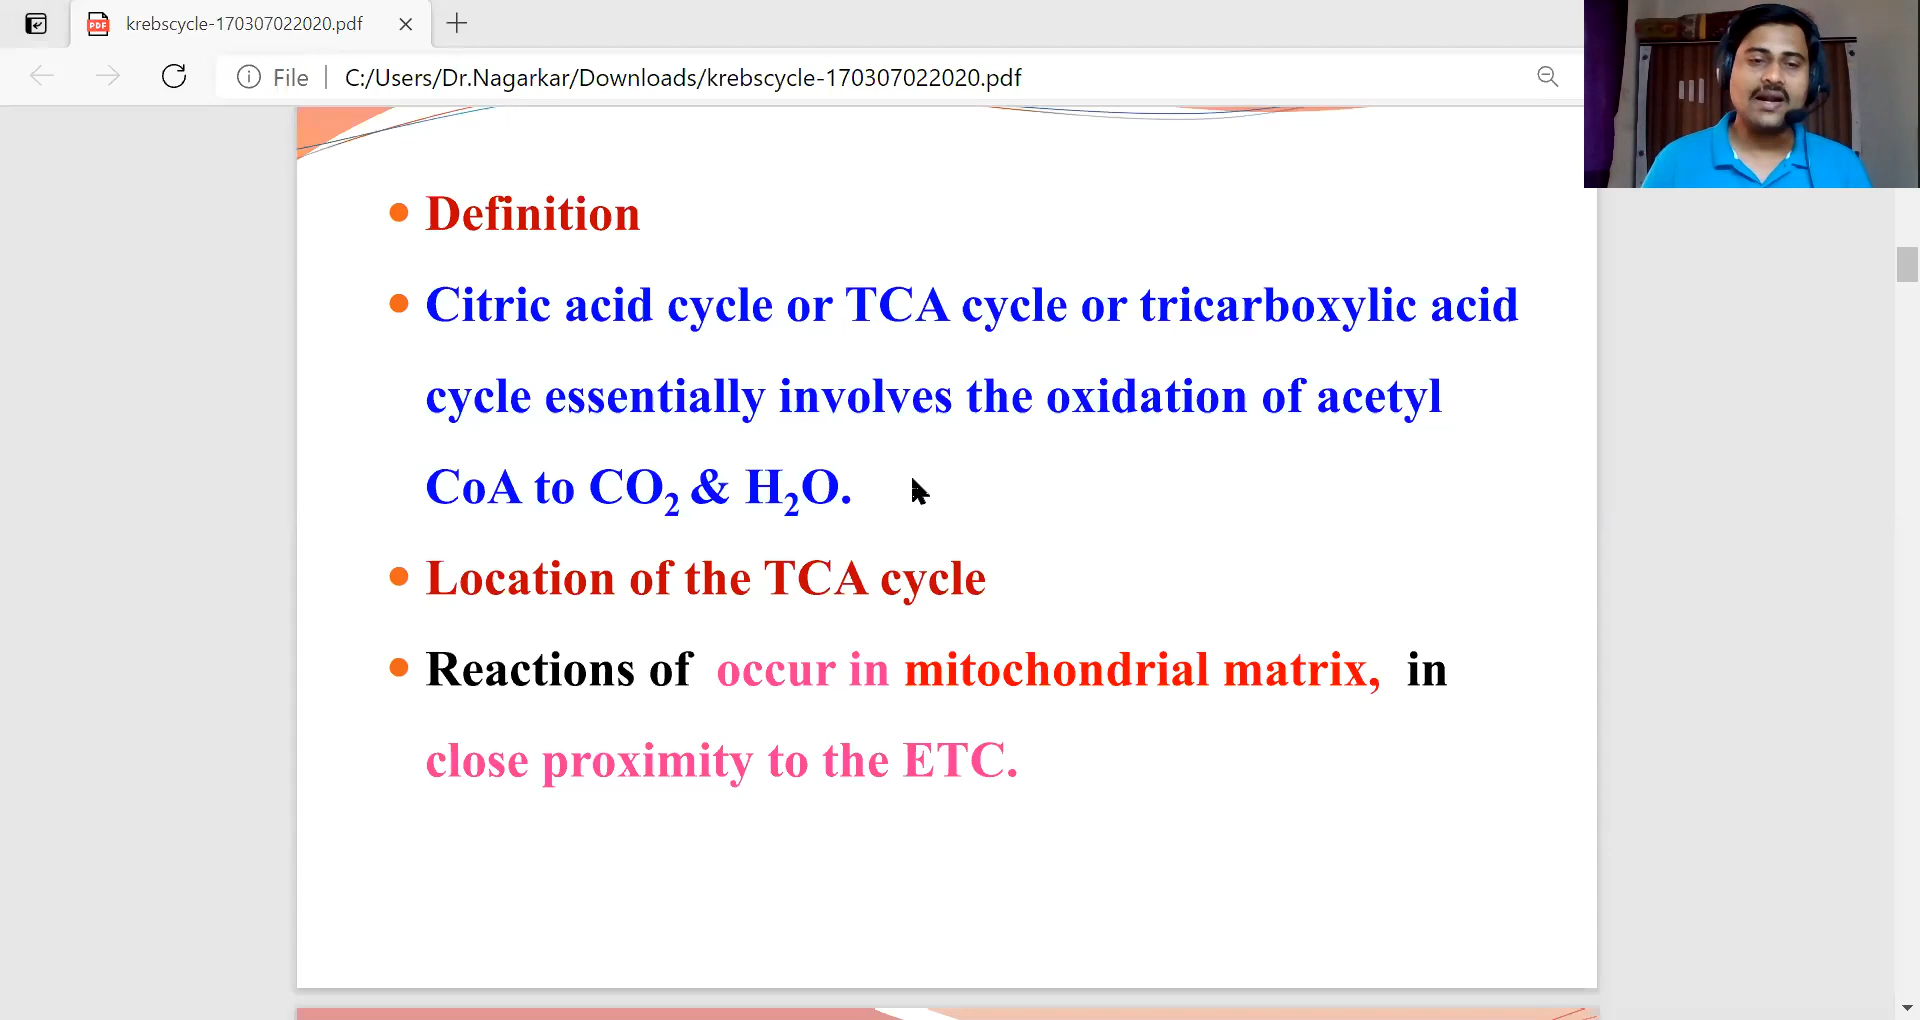 krebscycle-170307022020.pdf
File
C:/Users/Dr.Nagarkar/Downloads/krebscycle-170307022020.pdf
Definition
Citric acid cycle or TCA cycle or tricarboxylic acid
cycle essentially involves the oxidation of acetyl
CoA to CO₂ & H₂O.
Location of the TCA cycle
Reactions of occur in mitochondrial matrix, in
close proximity to the ETC.